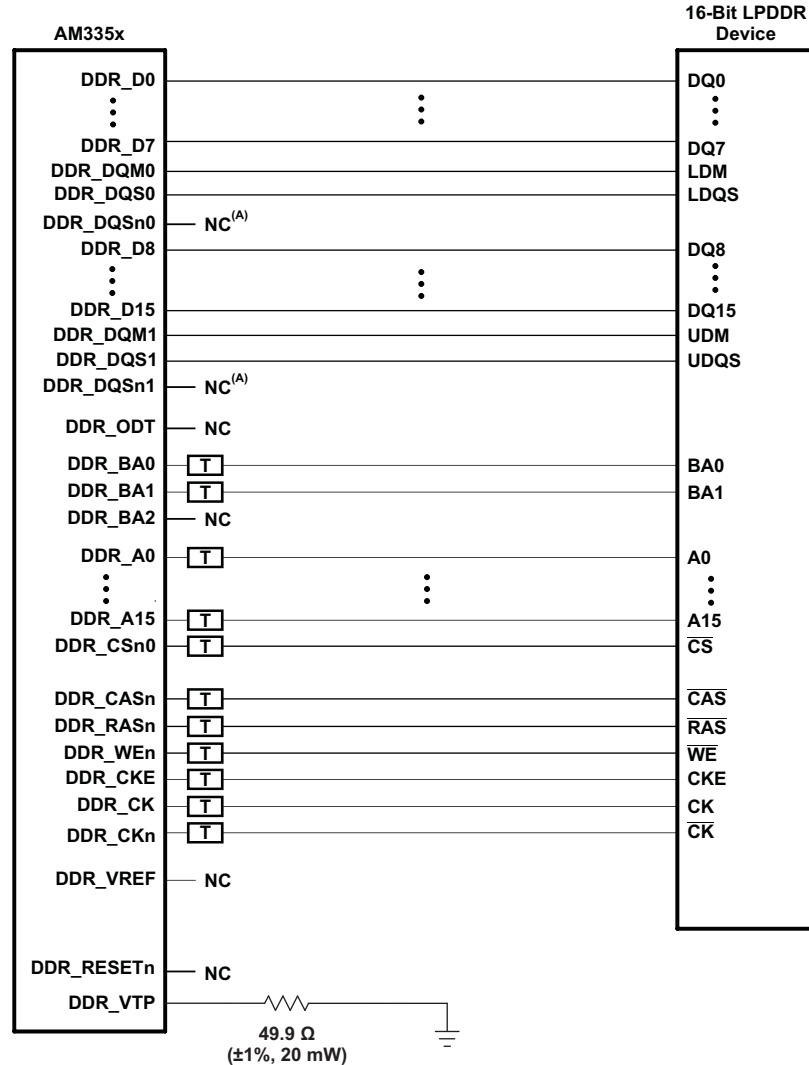 AM335x
16-Bit LPDDR
Device
DDR_D0 DQ0
DDR_D7 DQ7
DDR_DQM0 LDM
DDR_DQS0 LDQS
DDR_DQSn0 NC(A)
DDR_D8 DQ8
DDR_D15 DQ15
DDR_DQM1 UDM
DDR_DQS1 UDQS
DDR_DQSn1 NC(A)
DDR_ODT NC
DDR_BA0 T BA0
DDR_BA1 T BA1
DDR_BA2 NC
DDR_A0 T A0
DDR_A15 T A15
DDR_CSn0 T CS
DDR_CASn T CAS
DDR_RASn T RAS
DDR_WEn T WE
DDR_CKE T CKE
DDR_CK T CK
DDR_CKn T CK
DDR_VREF NC
DDR_RESETn NC
DDR_VTP
49.9 Ω
(±1%, 20 mW)